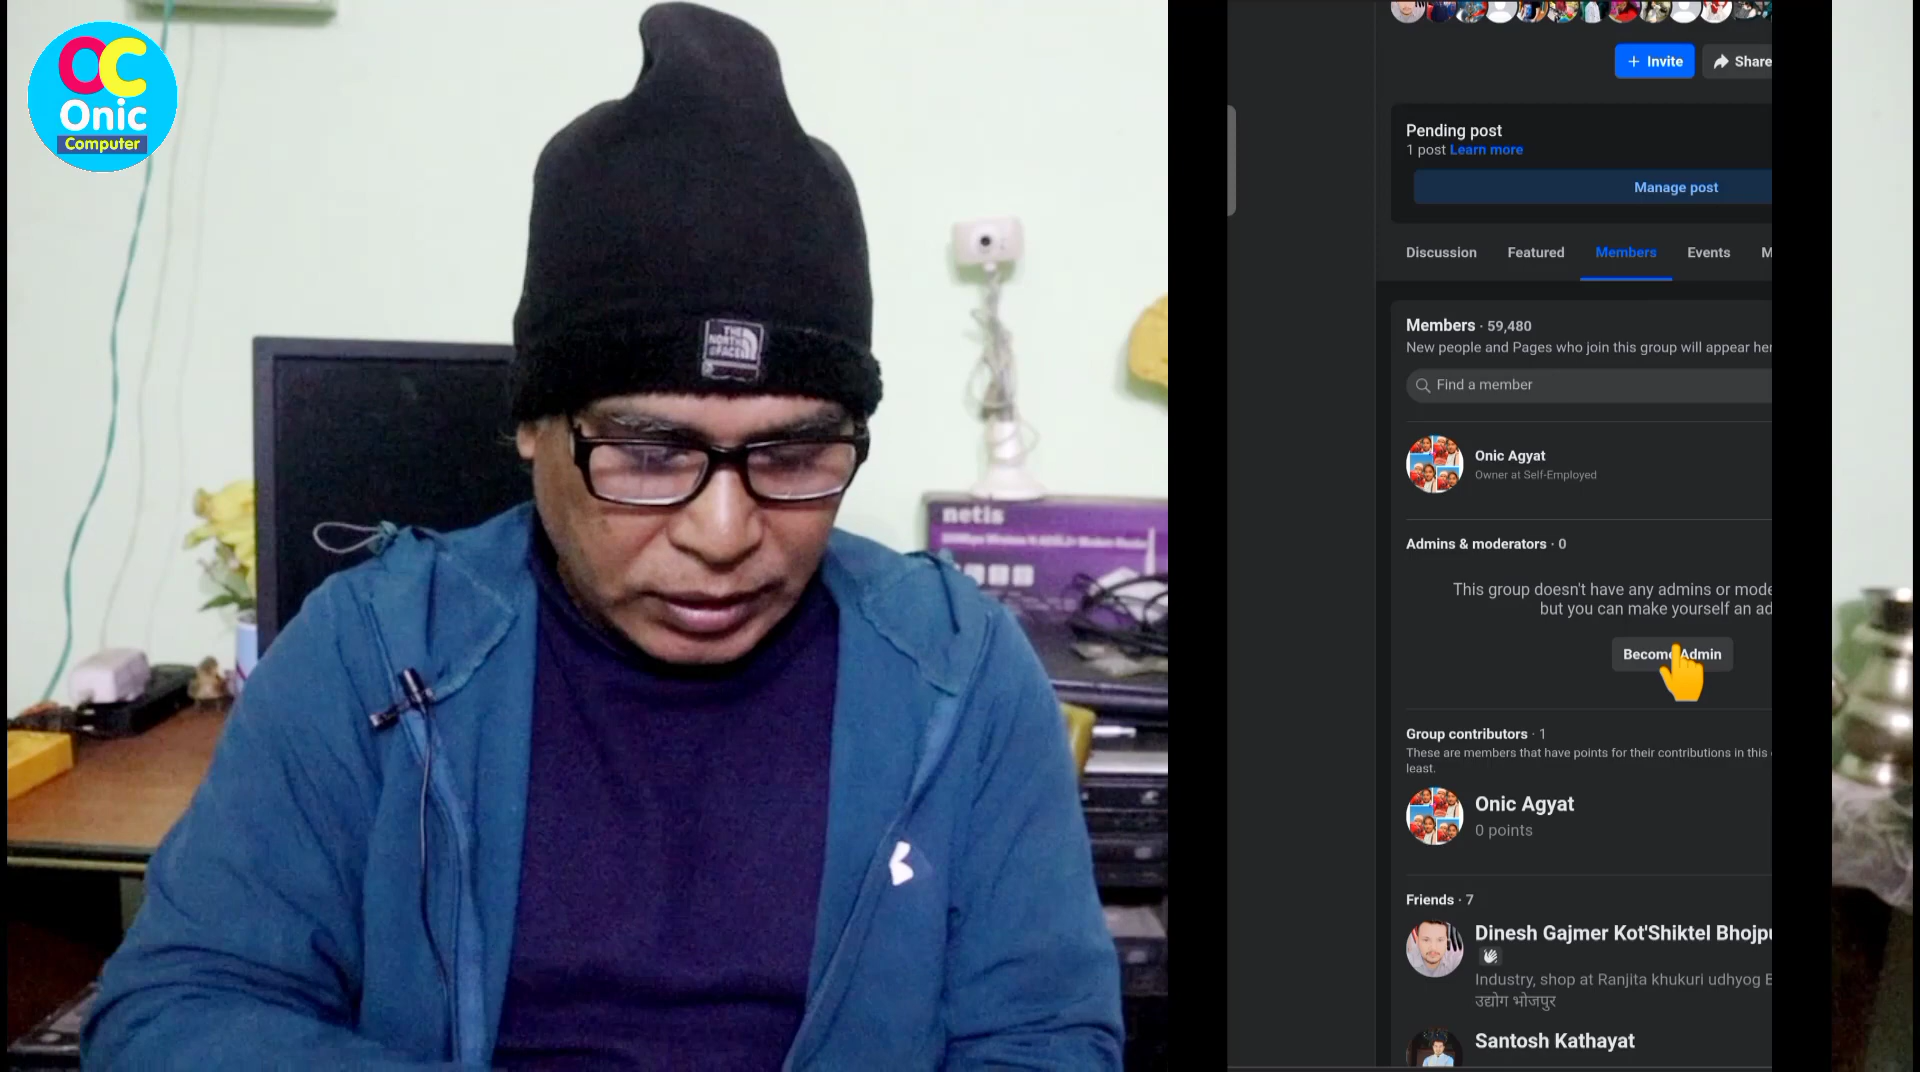 OC
Onic
Computer
THE
NORTH
FACE
netis
+ Invite
Share
Pending post
1 post Learn more
Manage post
Discussion
Featured
Members
Events
M
Members · 59,480
New people and Pages who join this group will appear her
Find a member
Onic Agyat
Owner at Self-Employed
Admins & moderators · 0
This group doesn't have any admins or mode
but you can make yourself an ad
Become Admin
Group contributors · 1
These are members that have points for their contributions in this
least.
Onic Agyat
0 points
Friends · 7
Dinesh Gajmer Kot'Shiktel Bhojpu
Industry, shop at Ranjita khukuri udhyog B
उद्योग भोजपुर
Santosh Kathayat